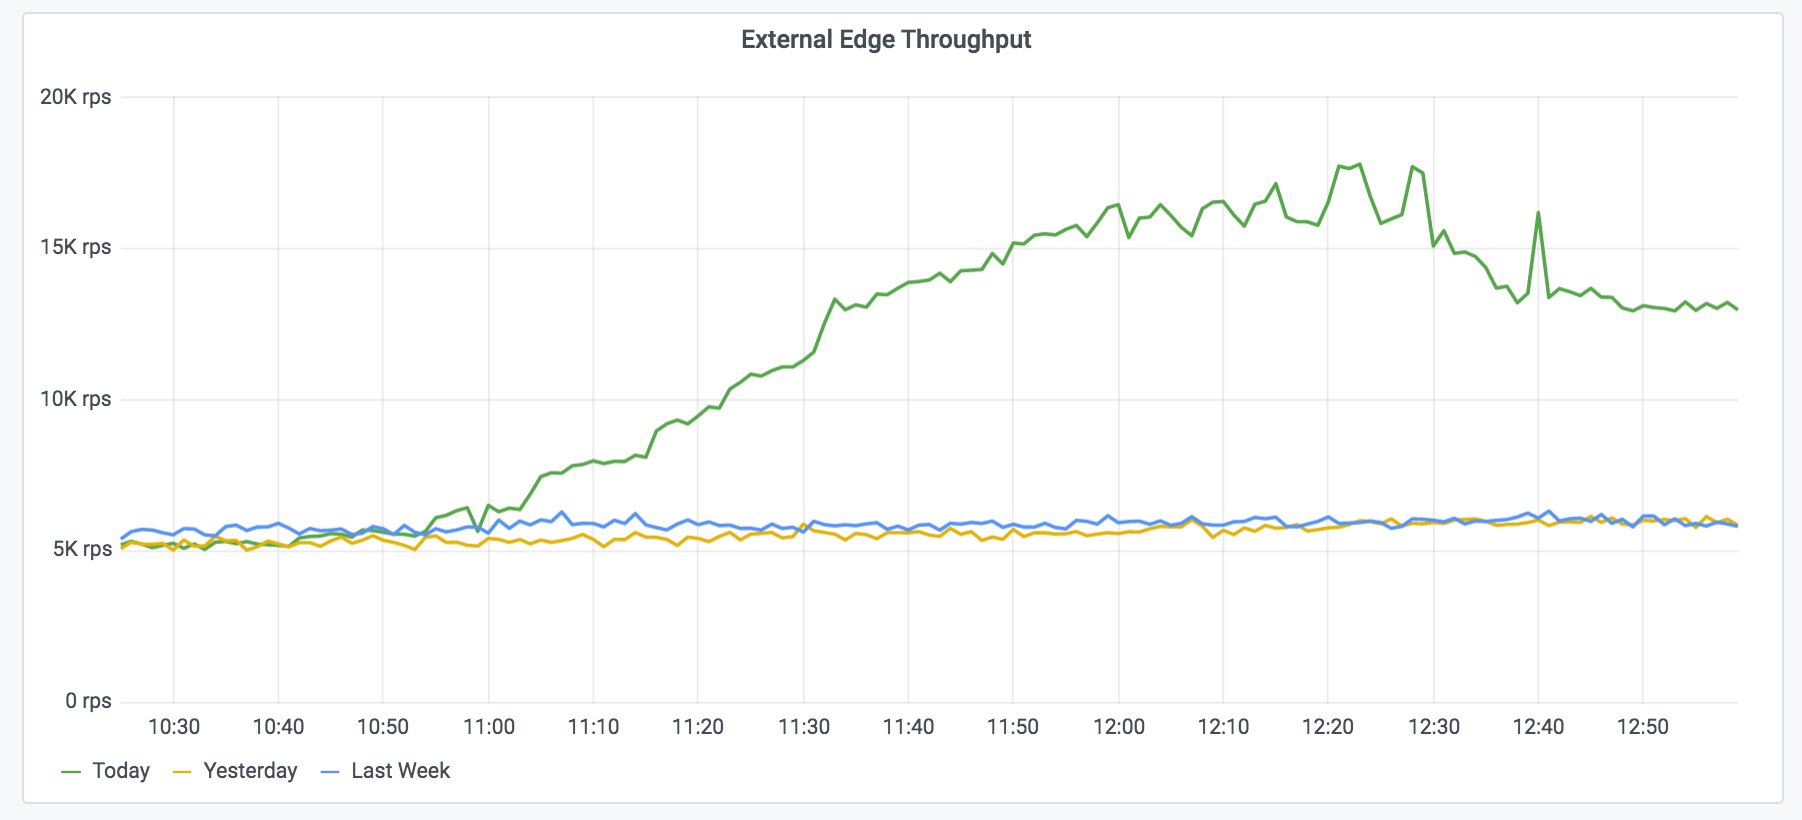 External Edge Throughput
20K rps
15K rps
10K rps
5K rps
0 rps
10:30 10:40 10:50 11:00 11:10 11:20 11:30 11:40 11:50 12:00 12:10 12:20 12:30 12:40 12:50
Today Yesterday Last Week